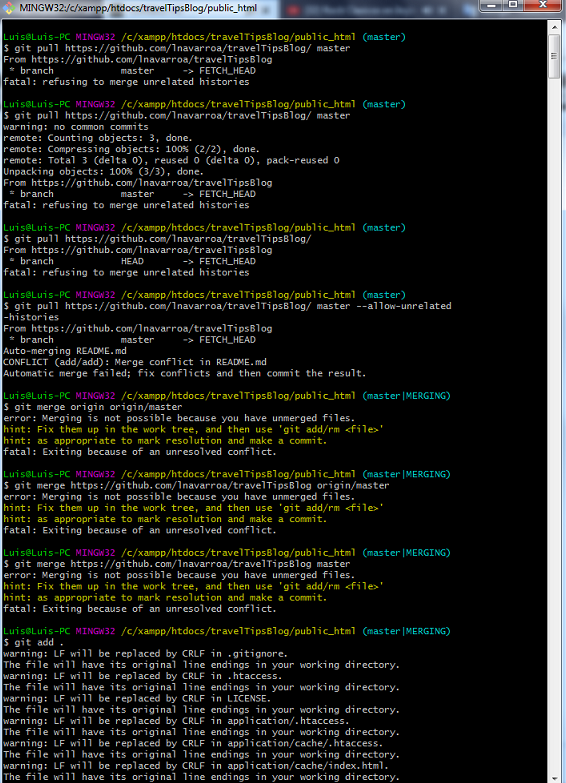 MINGW32:/c/xampp/htdocs/travelTipsBlog/public_html
Luis@Luis-PC MINGW32 /c/xampp/htdocs/travelTipsBlog/public_html (master)
$ git pull https://github.com/lnavarroa/travelTipsBlog/ master
From https://github.com/lnavarroa/travelTipsBlog
* branch master -> FETCH_HEAD
fatal: refusing to merge unrelated histories
Luis@Luis-PC MINGW32 /c/xampp/htdocs/travelTipsBlog/public_html (master)
$ git pull https://github.com/lnavarroa/travelTipsBlog/ master
warning: no common commits
remote: Counting objects: 3, done.
remote: Compressing objects: 100% (2/2), done.
remote: Total 3 (delta 0), reused 0 (delta 0), pack-reused 0
Unpacking objects: 100% (3/3), done.
From https://github.com/lnavarroa/travelTipsBlog
* branch master -> FETCH_HEAD
fatal: refusing to merge unrelated histories
Luis@Luis-PC MINGW32 /c/xampp/htdocs/travelTipsBlog/public_html (master)
$ git pull https://github.com/lnavarroa/travelTipsBlog/
From https://github.com/lnavarroa/travelTipsBlog
* branch HEAD -> FETCH_HEAD
fatal: refusing to merge unrelated histories
Luis@Luis-PC MINGW32 /c/xampp/htdocs/travelTipsBlog/public_html (master)
$ git pull https://github.com/lnavarroa/travelTipsBlog/ master --allow-unrelated
-histories
From https://github.com/lnavarroa/travelTipsBlog
* branch master -> FETCH_HEAD
Auto-merging README.md
CONFLICT (add/add): Merge conflict in README.md
Automatic merge failed; fix conflicts and then commit the result.
Luis@Luis-PC MINGW32 /c/xampp/htdocs/travelTipsBlog/public_html (master|MERGING)
$ git merge origin origin/master
error: Merging is not possible because you have unmerged files.
hint: Fix them up in the work tree, and then use 'git add/rm <file>'
hint: as appropriate to mark resolution and make a commit.
fatal: Exiting because of an unresolved conflict.
Luis@Luis-PC MINGW32 /c/xampp/htdocs/travelTipsBlog/public_html (master|MERGING)
$ git merge https://github.com/lnavarroa/travelTipsBlog origin/master
error: Merging is not possible because you have unmerged files.
hint: Fix them up in the work tree, and then use 'git add/rm <file>'
hint: as appropriate to mark resolution and make a commit.
fatal: Exiting because of an unresolved conflict.
Luis@Luis-PC MINGW32 /c/xampp/htdocs/travelTipsBlog/public_html (master|MERGING)
$ git merge https://github.com/lnavarroa/travelTipsBlog master
error: Merging is not possible because you have unmerged files.
hint: Fix them up in the work tree, and then use 'git add/rm <file>'
hint: as appropriate to mark resolution and make a commit.
fatal: Exiting because of an unresolved conflict.
Luis@Luis-PC MINGW32 /c/xampp/htdocs/travelTipsBlog/public_html (master|MERGING)
$ git add .
warning: LF will be replaced by CRLF in .gitignore.
The file will have its original line endings in your working directory.
warning: LF will be replaced by CRLF in .htaccess.
The file will have its original line endings in your working directory.
warning: LF will be replaced by CRLF in LICENSE.
The file will have its original line endings in your working directory.
warning: LF will be replaced by CRLF in application/.htaccess.
The file will have its original line endings in your working directory.
warning: LF will be replaced by CRLF in application/cache/.htaccess.
The file will have its original line endings in your working directory.
warning: LF will be replaced by CRLF in application/cache/index.html.
The file will have its original line endings in your working directory.